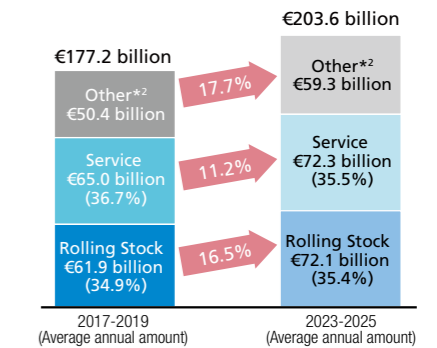 €177.2 billion
Other*2
€50.4 billion
Service
€65.0 billion
(36.7%)
Rolling Stock
€61.9 billion
(34.9%)
17.7%
11.2%
16.5%
€203.6 billion
Other*2
€59.3 billion
Service
€72.3 billion
(35.5%)
Rolling Stock
€72.1 billion
(35.4%)
2017-2019
(Average annual amount)
2023-2025
(Average annual amount)